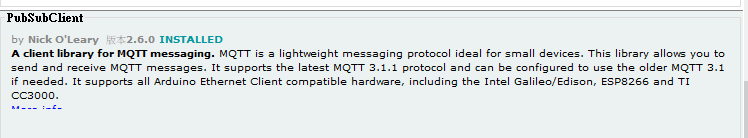 PubSubClient
by Nick O'Leary 版本2.6.0 INSTALLED
A client library for MQTT messaging. MQTT is a lightweight messaging protocol ideal for small devices. This library allows you to
send and receive MQTT messages. It supports the latest MQTT 3.1.1 protocol and can be configured to use the older MQTT 3.1
if needed. It supports all Arduino Ethernet Client compatible hardware, including the Intel Galileo/Edison, ESP8266 and TI
CC3000.
More info